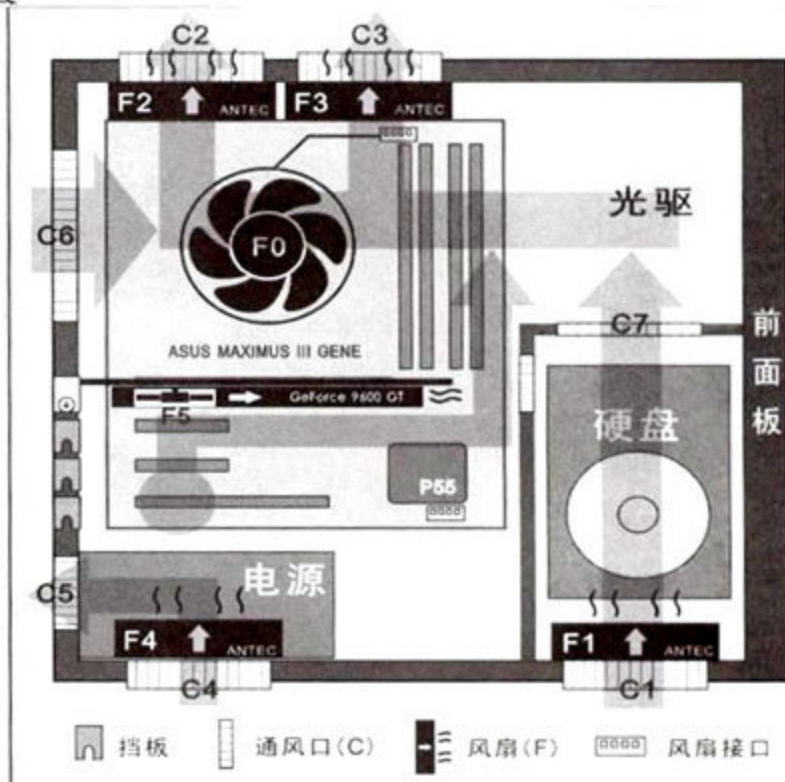 C2 C3
F2 ANTEC F3 ANTEC
光驱
C6
F0
C7
前面板
ASUS MAXIMUS III GENE
GeForce 9600 GT
F5
硬盘
P55
C5
电源
F4 ANTEC
F1 ANTEC
C4
C1
挡板 通风口(C) 风扇(F) 风扇接口